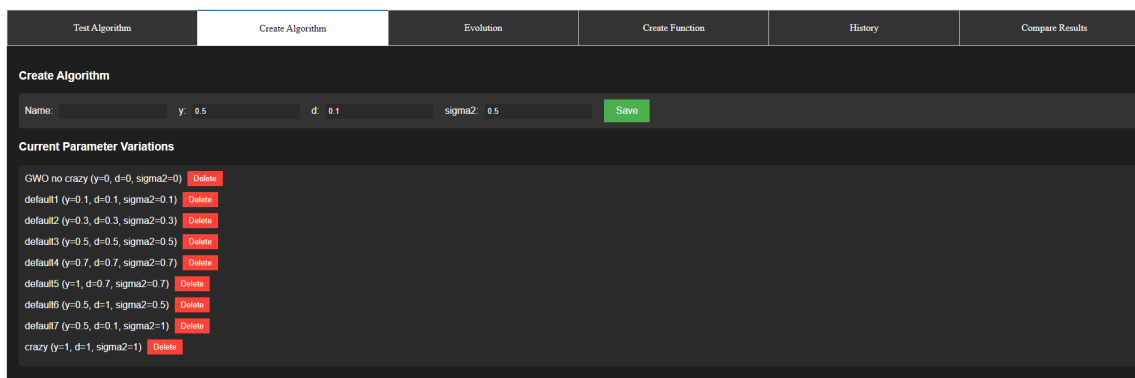 Test Algorithm Create Algorithm Evolution Create Function History Compare Results
Create Algorithm
Name: y: 0.5 d: 0.1 sigma2: 0.5 Save
Current Parameter Variations
GWO no crazy (y=0, d=0, sigma2=0) Delete
default1 (y=0.1, d=0.1, sigma2=0.1) Delete
default2 (y=0.3, d=0.3, sigma2=0.3) Delete
default3 (y=0.5, d=0.5, sigma2=0.5) Delete
default4 (y=0.7, d=0.7, sigma2=0.7) Delete
default5 (y=1, d=0.7, sigma2=0.7) Delete
default6 (y=0.5, d=1, sigma2=0.5) Delete
default7 (y=0.5, d=0.1, sigma2=1) Delete
crazy (y=1, d=1, sigma2=1) Delete